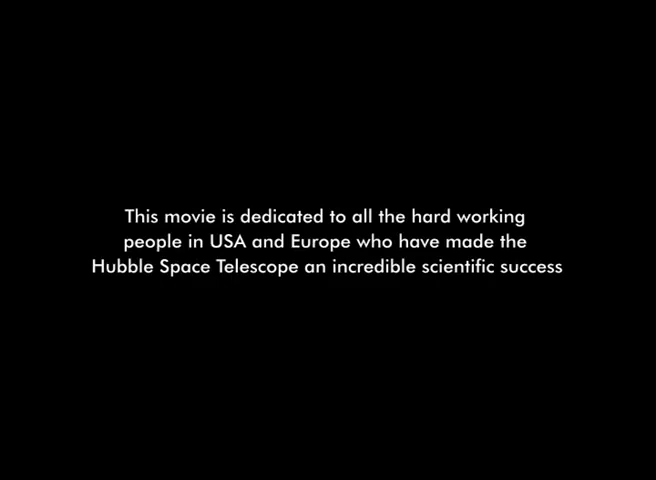 This movie is dedicated to all the hard working
people in USA and Europe who have made the
Hubble Space Telescope an incredible scientific success